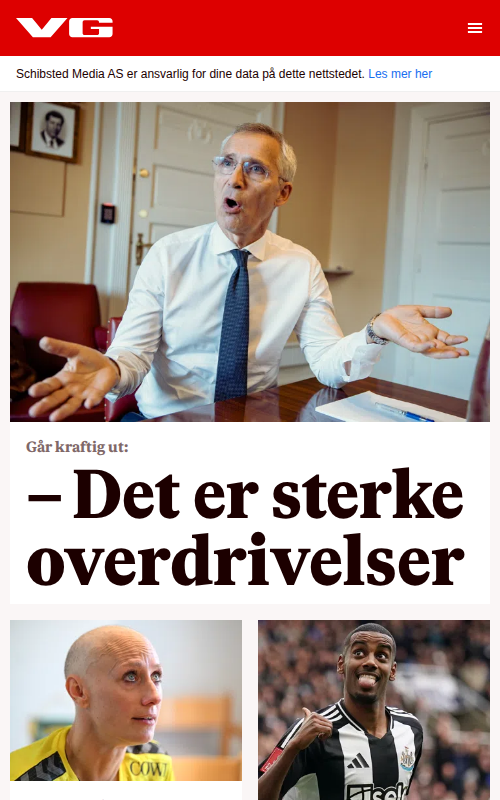 VG
Schibsted Media AS er ansvarlig for dine data på dette nettstedet. Les mer her
Går kraftig ut:
– Det er sterke
overdrivelser
COWI